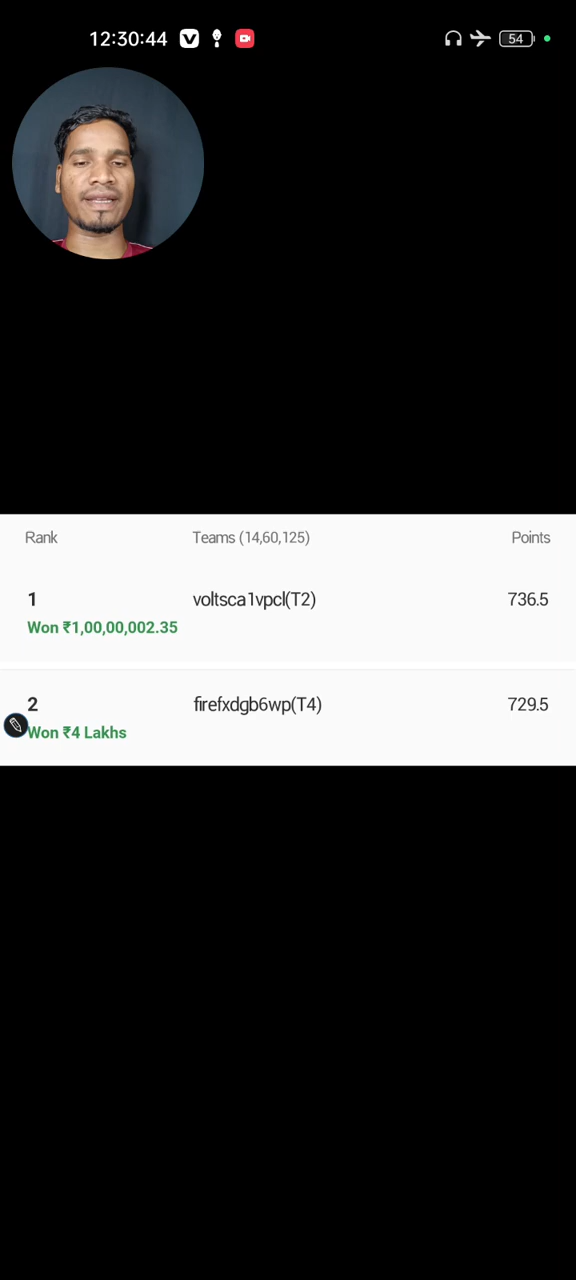 12:30:44 V 54
Rank Teams (14,60,125) Points
1 voltsca1vpcl(T2) 736.5
Won ₹1,00,00,002.35
2 firefxdgb6wp(T4) 729.5
Won ₹4 Lakhs